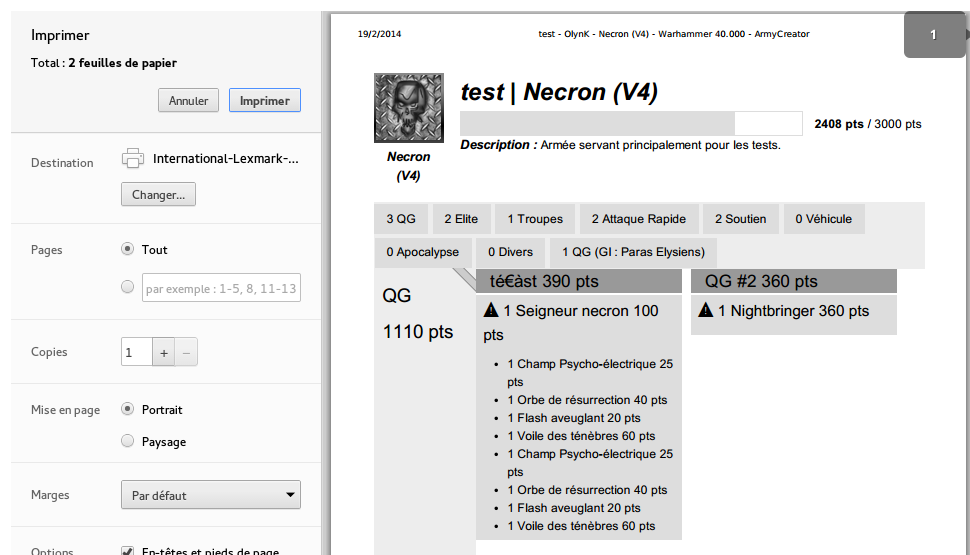 Imprimer
Total : 2 feuilles de papier
Annuler
Imprimer
Destination
International-Lexmark-...
Changer...
Pages
Tout
par exemple : 1-5, 8, 11-13
Copies
1
+
−
Mise en page
Portrait
Paysage
Marges
Par défaut
Options
En-têtes et pieds de page
19/2/2014
test - OlynK - Necron (V4) - Warhammer 40.000 - ArmyCreator
1
test | Necron (V4)
2408 pts / 3000 pts
Description : Armée servant principalement pour les tests.
Necron
(V4)
3 QG
2 Elite
1 Troupes
2 Attaque Rapide
2 Soutien
0 Véhicule
0 Apocalypse
0 Divers
1 QG (GI : Paras Elysiens)
QG
1110 pts
té€àst 390 pts
1 Seigneur necron 100
pts
• 1 Champ Psycho-électrique 25
pts
• 1 Orbe de résurrection 40 pts
• 1 Flash aveuglant 20 pts
• 1 Voile des ténèbres 60 pts
• 1 Champ Psycho-électrique 25
pts
• 1 Orbe de résurrection 40 pts
• 1 Flash aveuglant 20 pts
• 1 Voile des ténèbres 60 pts
QG #2 360 pts
1 Nightbringer 360 pts